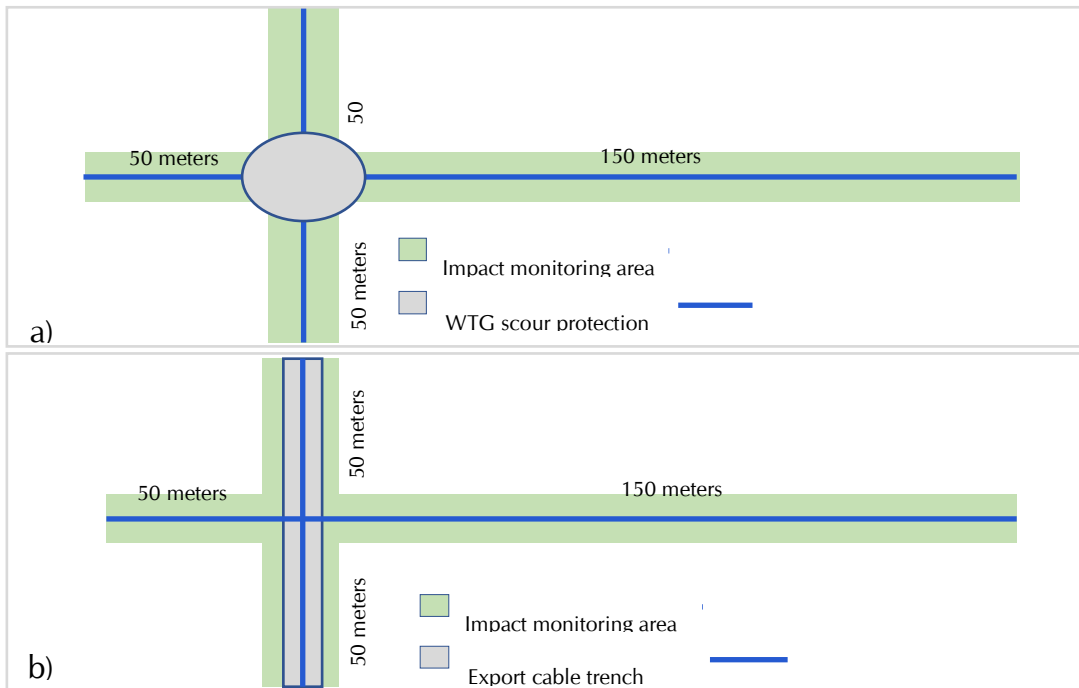 50
50 meters
150 meters
50 meters
Impact monitoring area
WTG scour protection
a)
50 meters
50 meters
150 meters
50 meters
Impact monitoring area
Export cable trench
b)